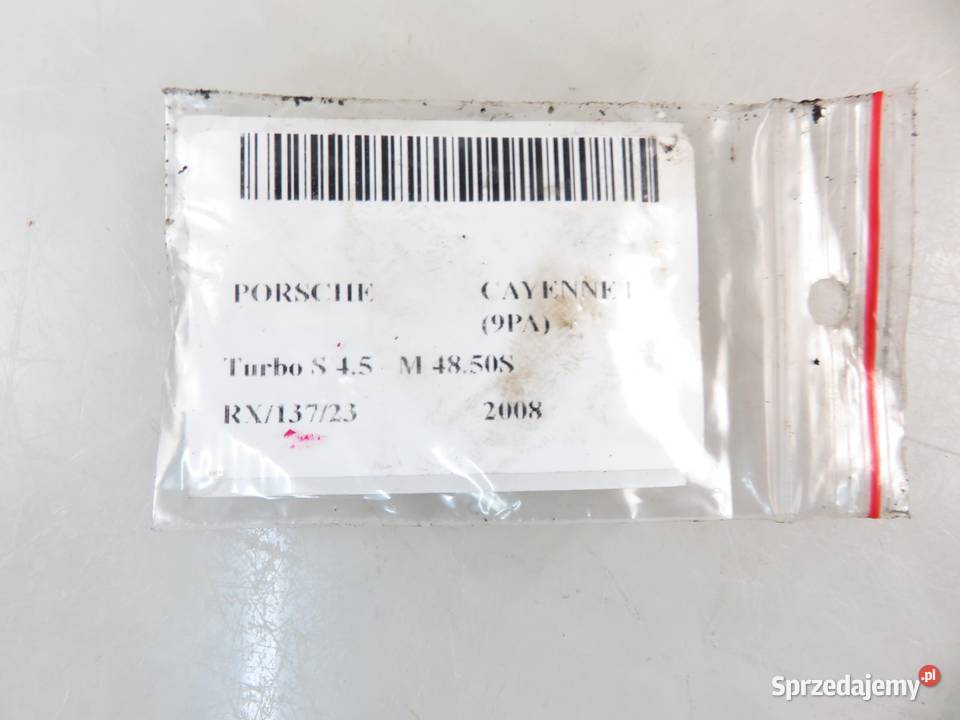 PORSCHE CAYENNE I
(9PA)
Turbo S 4.5 M 48.50S
RX/137/23 2008
Sprzedajemy.pl